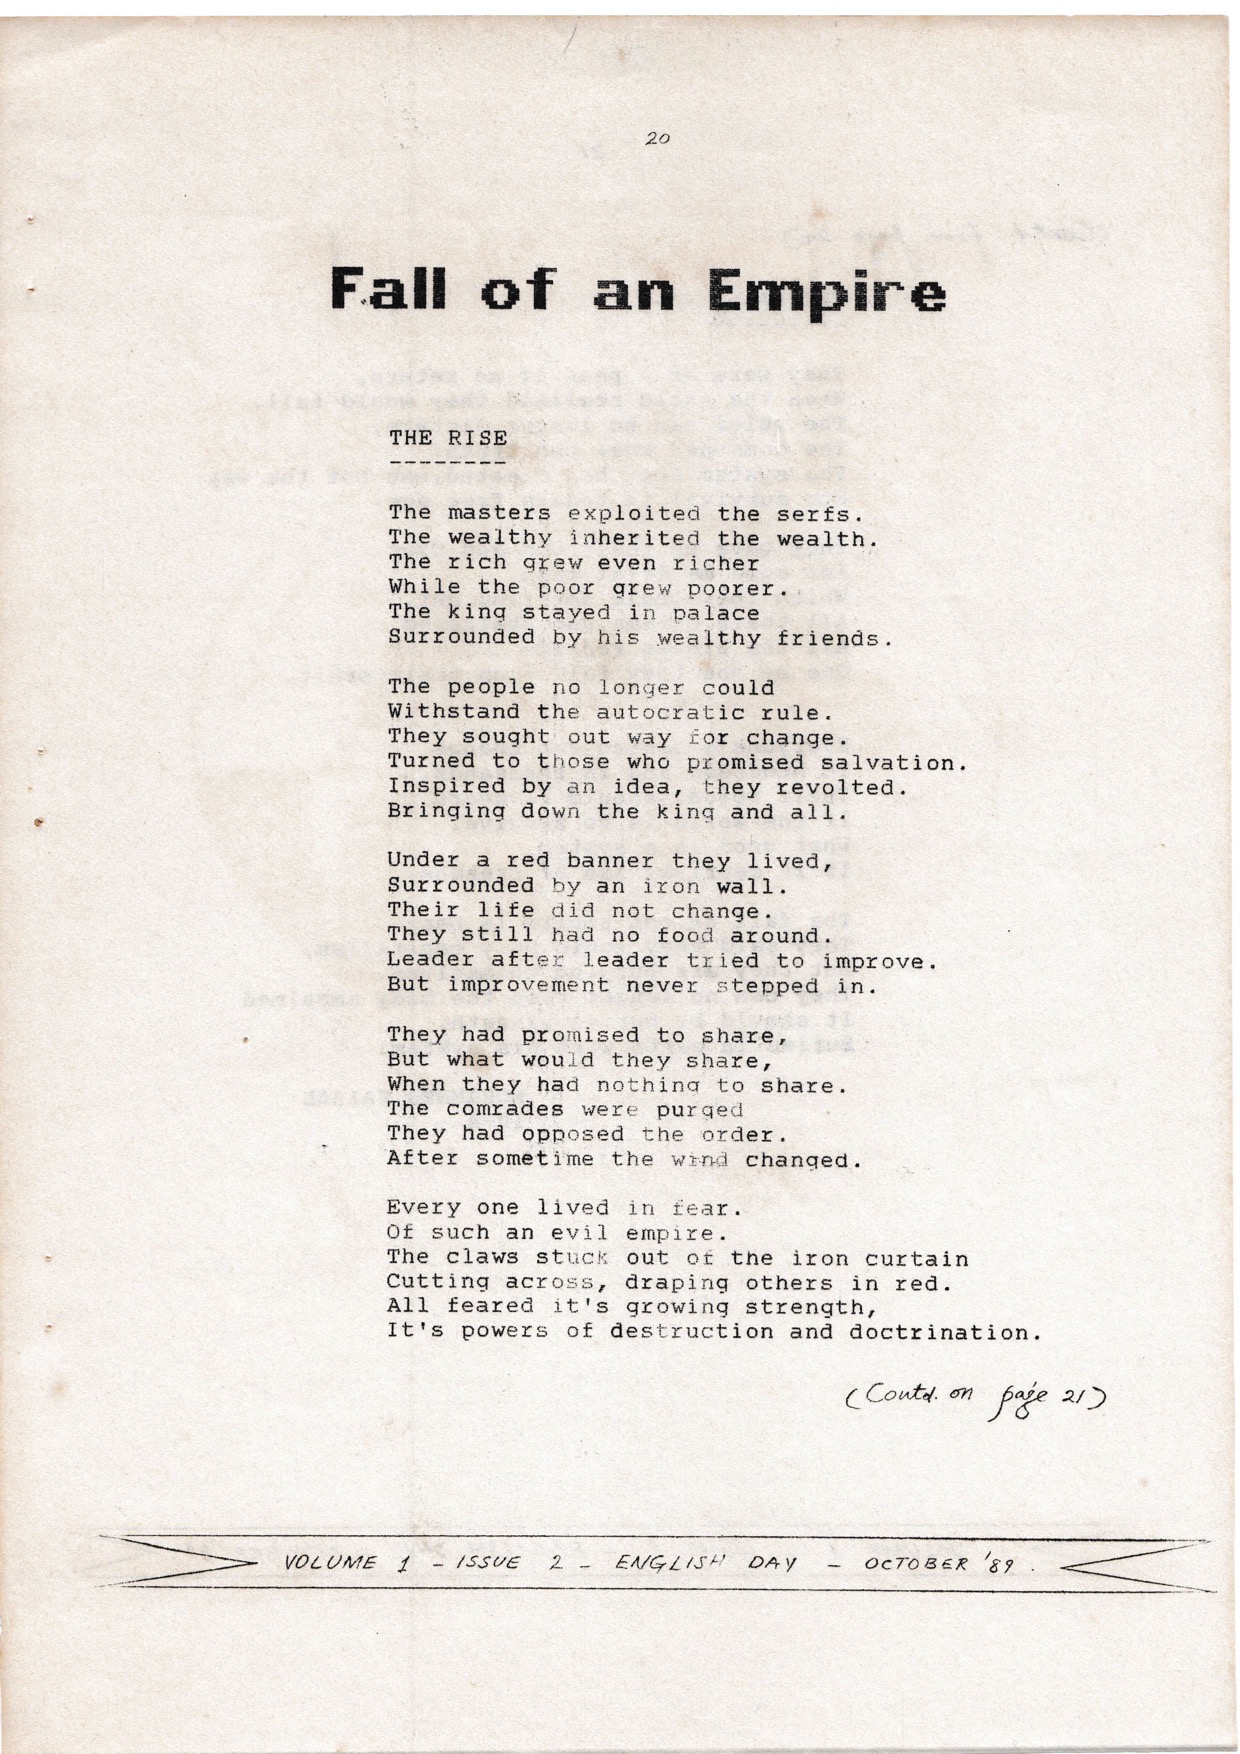 20
Fall of an Empire
THE RISE
--------
The masters exploited the serfs.
The wealthy inherited the wealth.
The rich grew even richer
While the poor grew poorer.
The king stayed in palace
Surrounded by his wealthy friends.
The people no longer could
Withstand the autocratic rule.
They sought out way for change.
Turned to those who promised salvation.
Inspired by an idea, they revolted.
Bringing down the king and all.
Under a red banner they lived,
Surrounded by an iron wall.
Their life did not change.
They still had no food around.
Leader after leader tried to improve.
But improvement never stepped in.
They had promised to share,
But what would they share,
When they had nothing to share.
The comrades were purged
They had opposed the order.
After sometime the wind changed.
Every one lived in fear.
Of such an evil empire.
The claws stuck out of the iron curtain
Cutting across, draping others in red.
All feared it's growing strength,
It's powers of destruction and doctrination.
(Contd. on page 21)
VOLUME 1 - ISSUE 2 - ENGLISH DAY - OCTOBER '89.